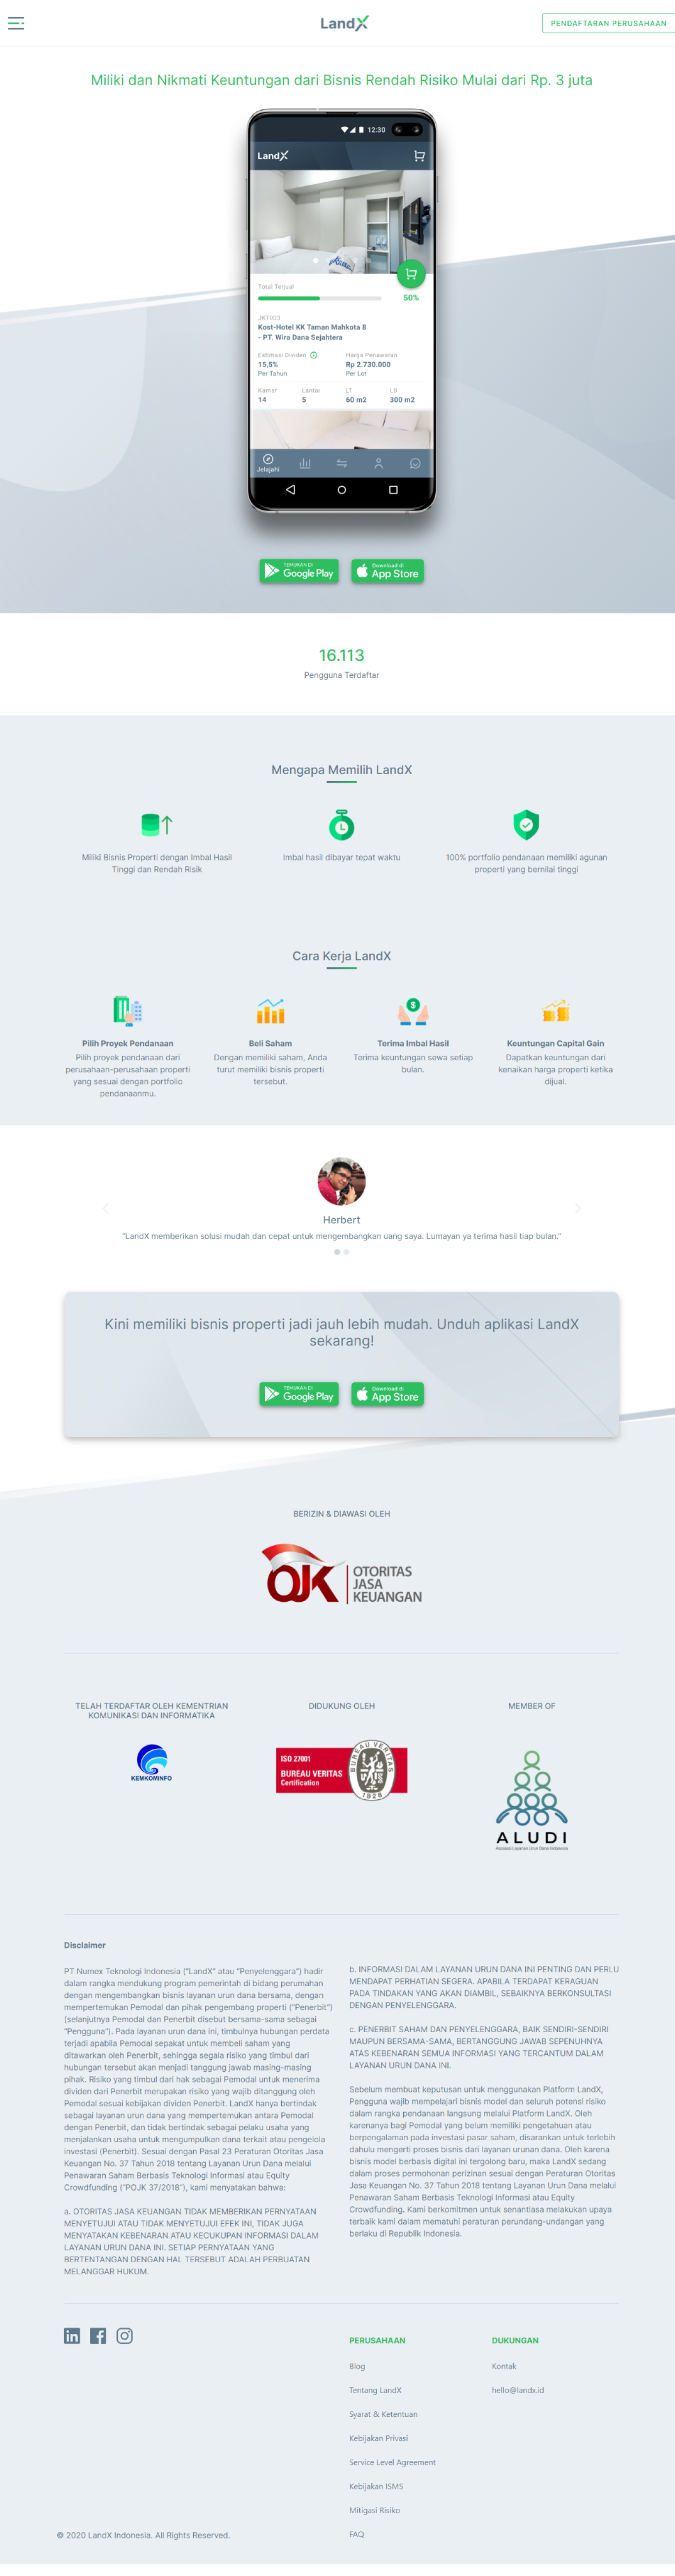 LandX
PENDAFTARAN PERUSAHAAN
Miliki dan Nikmati Keuntungan dari Bisnis Rendah Risiko Mulai dari Rp. 3 juta
12:30
LandX
Total Terjual
50%
JKT003
Kost-Hotel KK Taman Mahkota 8
- PT. Wira Dana Sejahtera
Estimasi Dividen
Harga Penawaran
15,5%
Rp 2.730.000
Per Tahun
Per Lot
Kamar
Lantai
LT
LB
14
5
60 m2
300 m2
Jelajahi
TEMUKAN DI
Google Play
Download di
App Store
16.113
Pengguna Terdaftar
Mengapa Memilih LandX
Miliki Bisnis Properti dengan Imbal Hasil
Tinggi dan Rendah Risik
Imbal hasil dibayar tepat waktu
100% portfolio pendanaan memiliki agunan
properti yang bernilai tinggi
Cara Kerja LandX
Pilih Proyek Pendanaan
Pilih proyek pendanaan dari
perusahaan-perusahaan properti
yang sesuai dengan portfolio
pendanaanmu.
Beli Saham
Dengan memiliki saham, Anda
turut memiliki bisnis properti
tersebut.
Terima Imbal Hasil
Terima keuntungan sewa setiap
bulan.
Keuntungan Capital Gain
Dapatkan keuntungan dari
kenaikan harga properti ketika
dijual.
Herbert
"LandX memberikan solusi mudah dan cepat untuk mengembangkan uang saya. Lumayan ya terima hasil tiap bulan."
Kini memiliki bisnis properti jadi jauh lebih mudah. Unduh aplikasi LandX
sekarang!
TEMUKAN DI
Google Play
Download di
App Store
BERIZIN & DIAWASI OLEH
OJK
OTORITAS
JASA
KEUANGAN
TELAH TERDAFTAR OLEH KEMENTRIAN
KOMUNIKASI DAN INFORMATIKA
KEMKOMINFO
DIDUKUNG OLEH
ISO 27001
BUREAU VERITAS
Certification
BUREAU VERITAS
1828
MEMBER OF
ALUDI
Asosiasi Layanan Urun Dana Indonesia
Disclaimer
PT Numex Teknologi Indonesia ("LandX" atau "Penyelenggara") hadir
dalam rangka mendukung program pemerintah di bidang perumahan
dengan mengembangkan bisnis layanan urun dana bersama, dengan
mempertemukan Pemodal dan pihak pengembang properti ("Penerbit")
(selanjutnya Pemodal dan Penerbit disebut bersama-sama sebagai
"Pengguna"). Pada layanan urun dana ini, timbulnya hubungan perdata
terjadi apabila Pemodal sepakat untuk membeli saham yang
ditawarkan oleh Penerbit, sehingga segala risiko yang timbul dari
hubungan tersebut akan menjadi tanggung jawab masing-masing
pihak. Risiko yang timbul dari hak sebagai Pemodal untuk menerima
dividen dari Penerbit merupakan risiko yang wajib ditanggung oleh
Pemodal sesuai kebijakan dividen Penerbit. LandX hanya bertindak
sebagai layanan urun dana yang mempertemukan antara Pemodal
dengan Penerbit, dan tidak bertindak sebagai pelaku usaha yang
menjalankan usaha untuk mengumpulkan dana terkait atau pengelola
investasi (Penerbit). Sesuai dengan Pasal 23 Peraturan Otoritas Jasa
Keuangan No. 37 Tahun 2018 tentang Layanan Urun Dana melalui
Penawaran Saham Berbasis Teknologi Informasi atau Equity
Crowdfunding ("POJK 37/2018"), kami menyatakan bahwa:
a. OTORITAS JASA KEUANGAN TIDAK MEMBERIKAN PERNYATAAN
MENYETUJUI ATAU TIDAK MENYETUJUI EFEK INI, TIDAK JUGA
MENYATAKAN KEBENARAN ATAU KECUKUPAN INFORMASI DALAM
LAYANAN URUN DANA INI. SETIAP PERNYATAAN YANG
BERTENTANGAN DENGAN HAL TERSEBUT ADALAH PERBUATAN
MELANGGAR HUKUM.
b. INFORMASI DALAM LAYANAN URUN DANA INI PENTING DAN PERLU
MENDAPAT PERHATIAN SEGERA. APABILA TERDAPAT KERAGUAN
PADA TINDAKAN YANG AKAN DIAMBIL, SEBAIKNYA BERKONSULTASI
DENGAN PENYELENGGARA.
c. PENERBIT SAHAM DAN PENYELENGGARA, BAIK SENDIRI-SENDIRI
MAUPUN BERSAMA-SAMA, BERTANGGUNG JAWAB SEPENUHNYA
ATAS KEBENARAN SEMUA INFORMASI YANG TERCANTUM DALAM
LAYANAN URUN DANA INI.
Sebelum membuat keputusan untuk menggunakan Platform LandX,
Pengguna wajib mempelajari bisnis model dan seluruh potensi risiko
dalam rangka pendanaan langsung melalui Platform LandX. Oleh
karenanya bagi Pemodal yang belum memiliki pengetahuan atau
berpengalaman pada investasi pasar saham, disarankan untuk terlebih
dahulu mengerti proses bisnis dari layanan urunan dana. Oleh karena
bisnis model berbasis digital ini tergolong baru, maka LandX sedang
dalam proses permohonan perizinan sesuai dengan Peraturan Otoritas
Jasa Keuangan No. 37 Tahun 2018 tentang Layanan Urun Dana melalui
Penawaran Saham Berbasis Teknologi Informasi atau Equity
Crowdfunding. Kami berkomitmen untuk senantiasa melakukan upaya
terbaik kami dalam mematuhi peraturan perundang-undangan yang
berlaku di Republik Indonesia.
PERUSAHAAN
Blog
Tentang LandX
Syarat & Ketentuan
Kebijakan Privasi
Service Level Agreement
Kebijakan ISMS
Mitigasi Risiko
FAQ
DUKUNGAN
Kontak
hello@landx.id
© 2020 LandX Indonesia. All Rights Reserved.